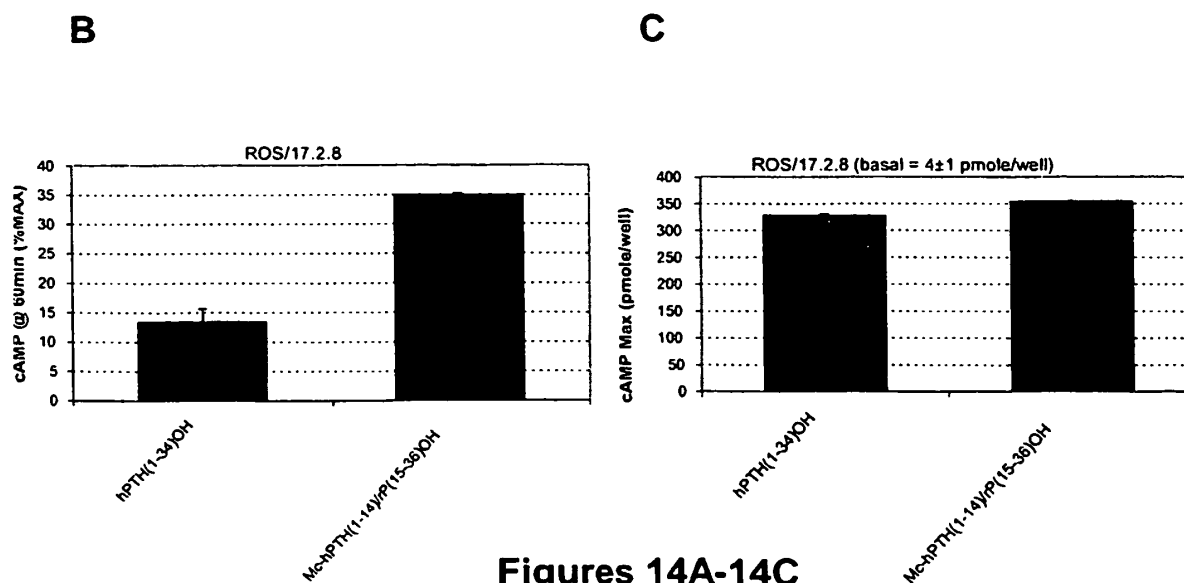 B
C
ROS/17.2.8
40
35
30
25
20
15
10
5
0
cAMP @ 60min (%MAX)
hPTH(1-34)OH
Mc-hPTH(1-14)/rP(15-36)OH
ROS/17.2.8 (basal = 4±1 pmole/well)
400
350
300
250
200
150
100
50
0
cAMP Max (pmole/well)
hPTH(1-34)OH
Mc-hPTH(1-14)/rP(15-36)OH
Figures 14A-14C